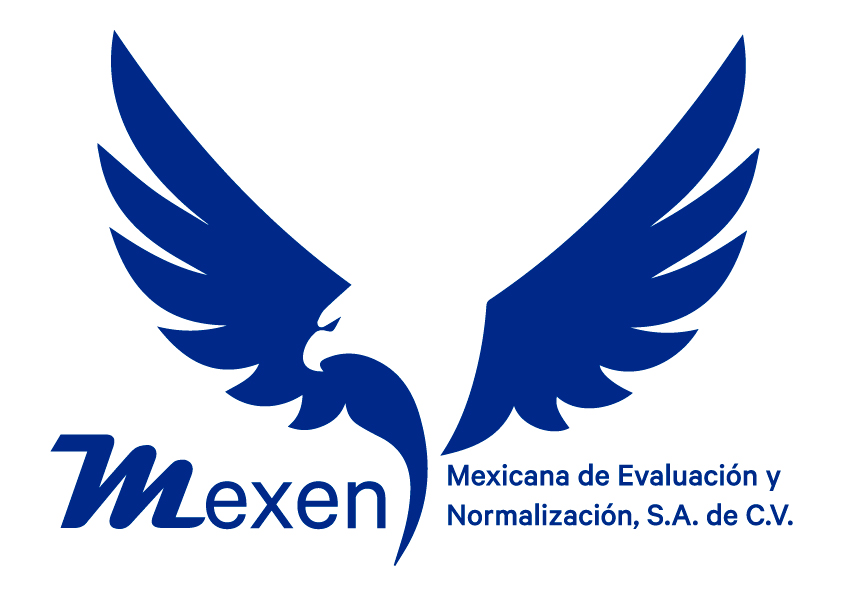 Mexen
Mexicana de Evaluación y
Normalización, S.A. de C.V.